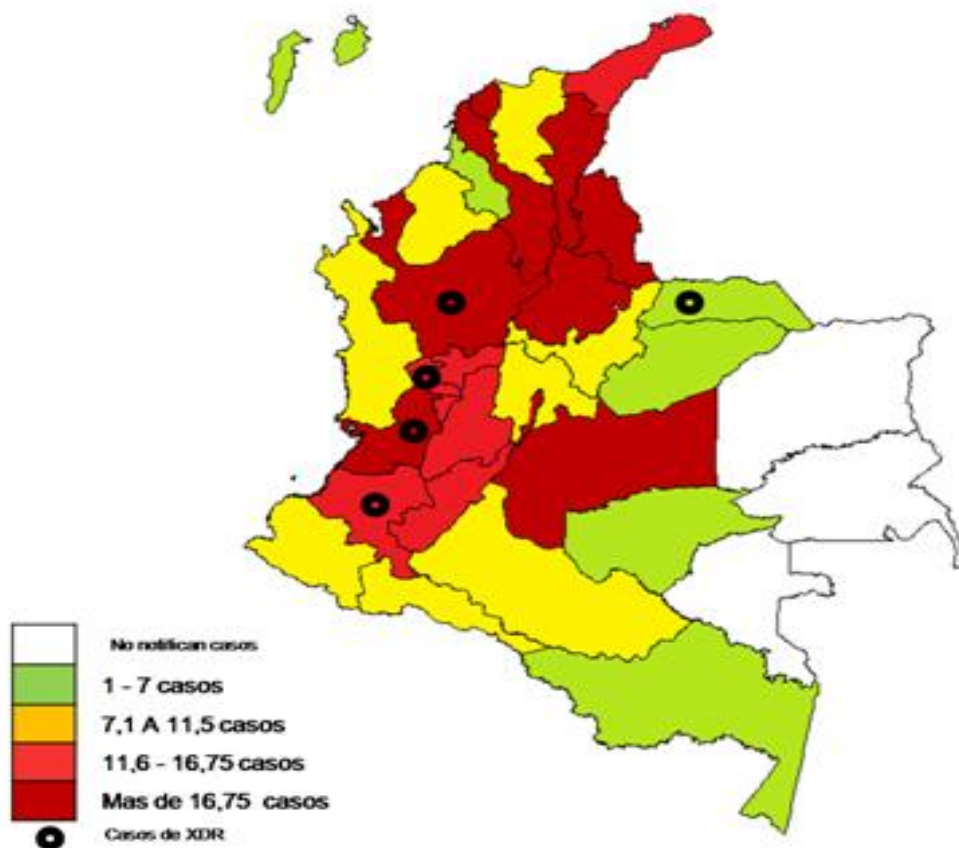 No notifican casos
1 - 7 casos
7,1 A 11,5 casos
11,6 - 16,75 casos
Mas de 16,75 casos
Casos de XDR